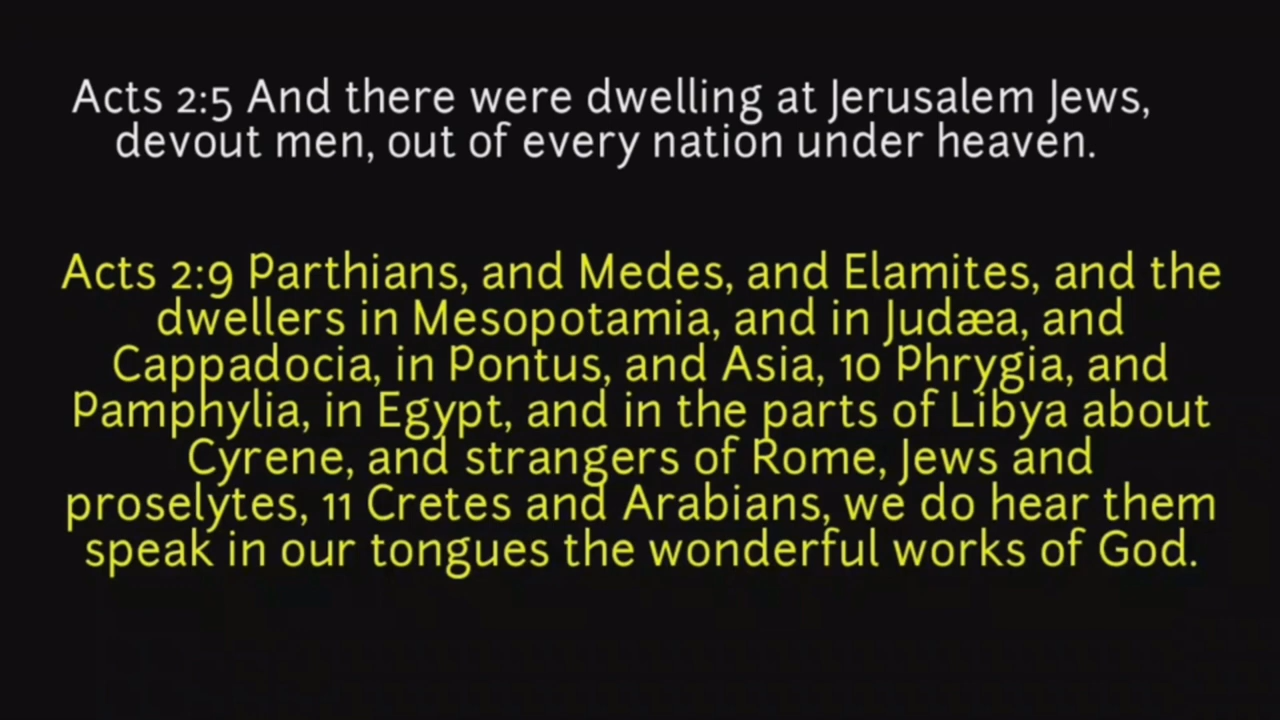 Acts 2:5 And there were dwelling at Jerusalem Jews,
devout men, out of every nation under heaven.
Acts 2:9 Parthians, and Medes, and Elamites, and the
dwellers in Mesopotamia, and in Judæa, and
Cappadocia, in Pontus, and Asia, 10 Phrygia, and
Pamphylia, in Egypt, and in the parts of Libya about
Cyrene, and strangers of Rome, Jews and
proselytes, 11 Cretes and Arabians, we do hear them
speak in our tongues the wonderful works of God.